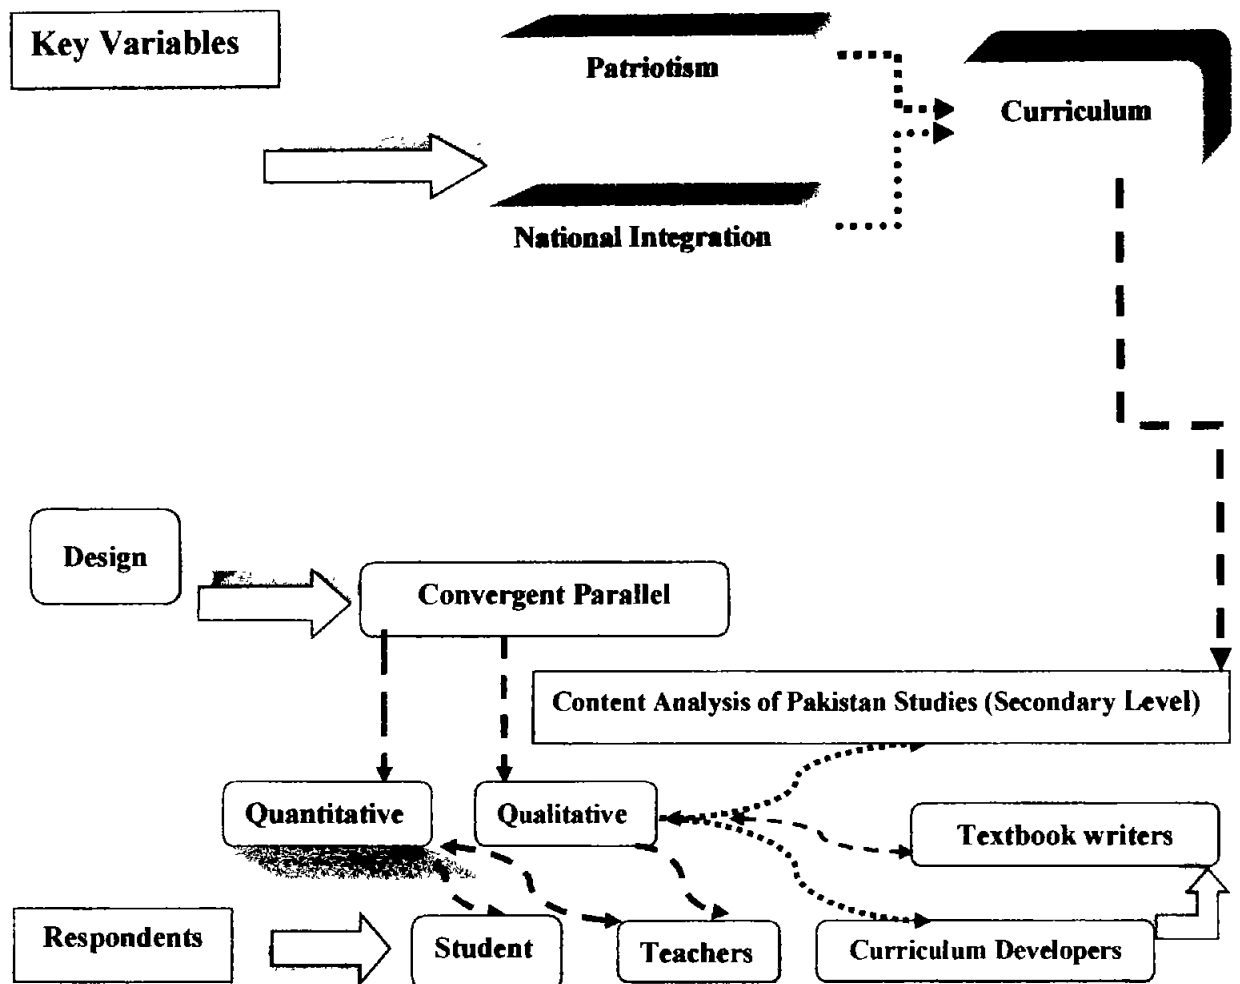 Key Variables
Patriotism
Curriculum
National Integration
Design
Convergent Parallel
Content Analysis of Pakistan Studies (Secondary Level)
Quantitative
Qualitative
Textbook writers
Respondents
Student
Teachers
Curriculum Developers